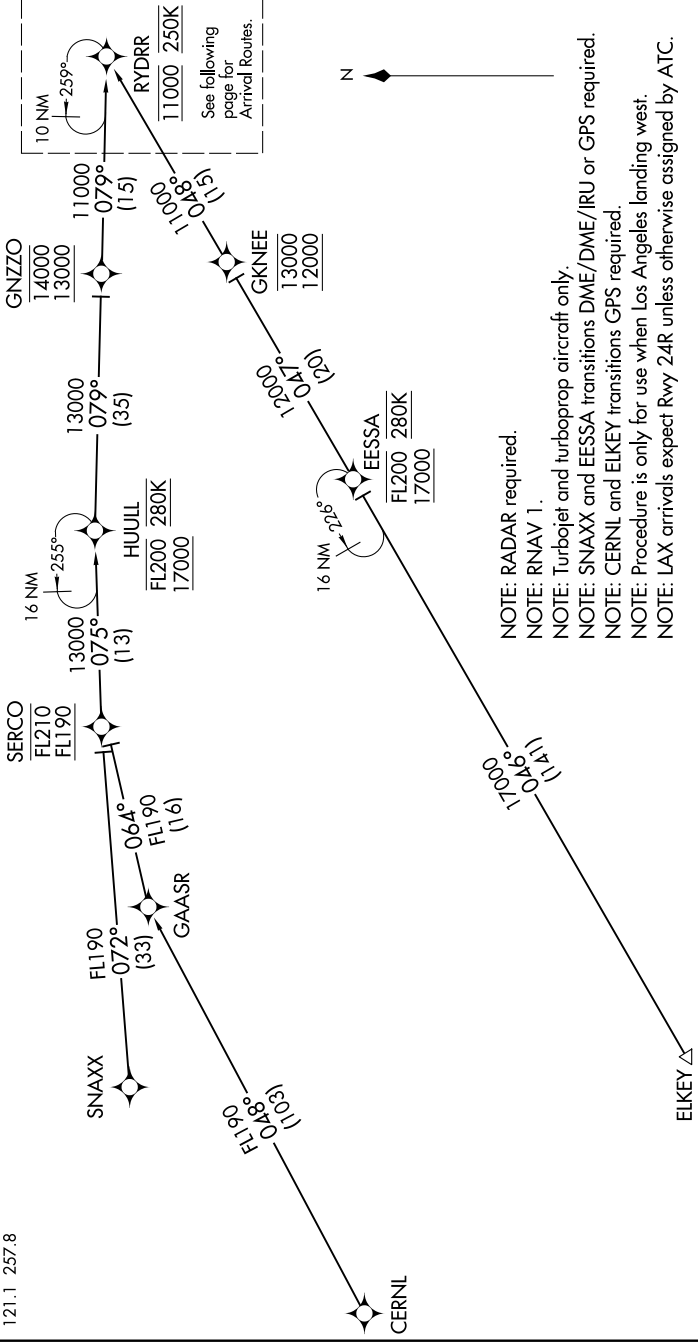 121.1 257.8
SNAXX
FL190
072°
(33)
SERCO
FL210
FL190
13000
075°
(13)
16 NM
255°
HUULL
FL200 280K
17000
13000
079°
(35)
GNZZO
14000
13000
11000
079°
(15)
10 NM
259°
RYDRR
11000 250K
See following
page for
Arrival Routes.
CERNL
FL190
048°
(103)
GAASR
064°
FL190
(16)
ELKEY
17000
046°
(141)
16 NM
226°
EESSA
FL200 280K
17000
12000
047°
(20)
GKNEE
13000
12000
11000
048°
(15)
N
NOTE: RADAR required.
NOTE: RNAV 1.
NOTE: Turbojet and turboprop aircraft only.
NOTE: SNAXX and EESSA transitions DME/DME/IRU or GPS required.
NOTE: CERNL and ELKEY transitions GPS required.
NOTE: Procedure is only for use when Los Angeles landing west.
NOTE: LAX arrivals expect Rwy 24R unless otherwise assigned by ATC.